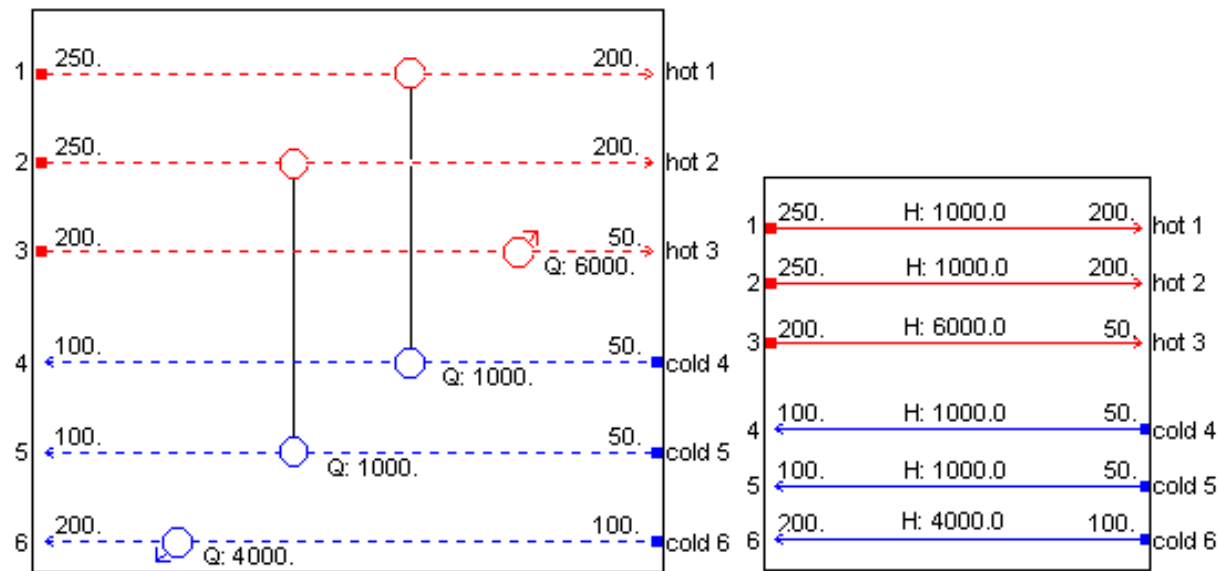 1 250. 200. hot 1
2 250. 200. hot 2
3 200. 50. hot 3
Q: 6000.
4 100. 50. cold 4
Q: 1000.
5 100. 50. cold 5
Q: 1000.
6 200. 100. cold 6
Q: 4000.
1 250. H: 1000.0 200. hot 1
2 250. H: 1000.0 200. hot 2
3 200. H: 6000.0 50. hot 3
4 100. H: 1000.0 50. cold 4
5 100. H: 1000.0 50. cold 5
6 200. H: 4000.0 100. cold 6